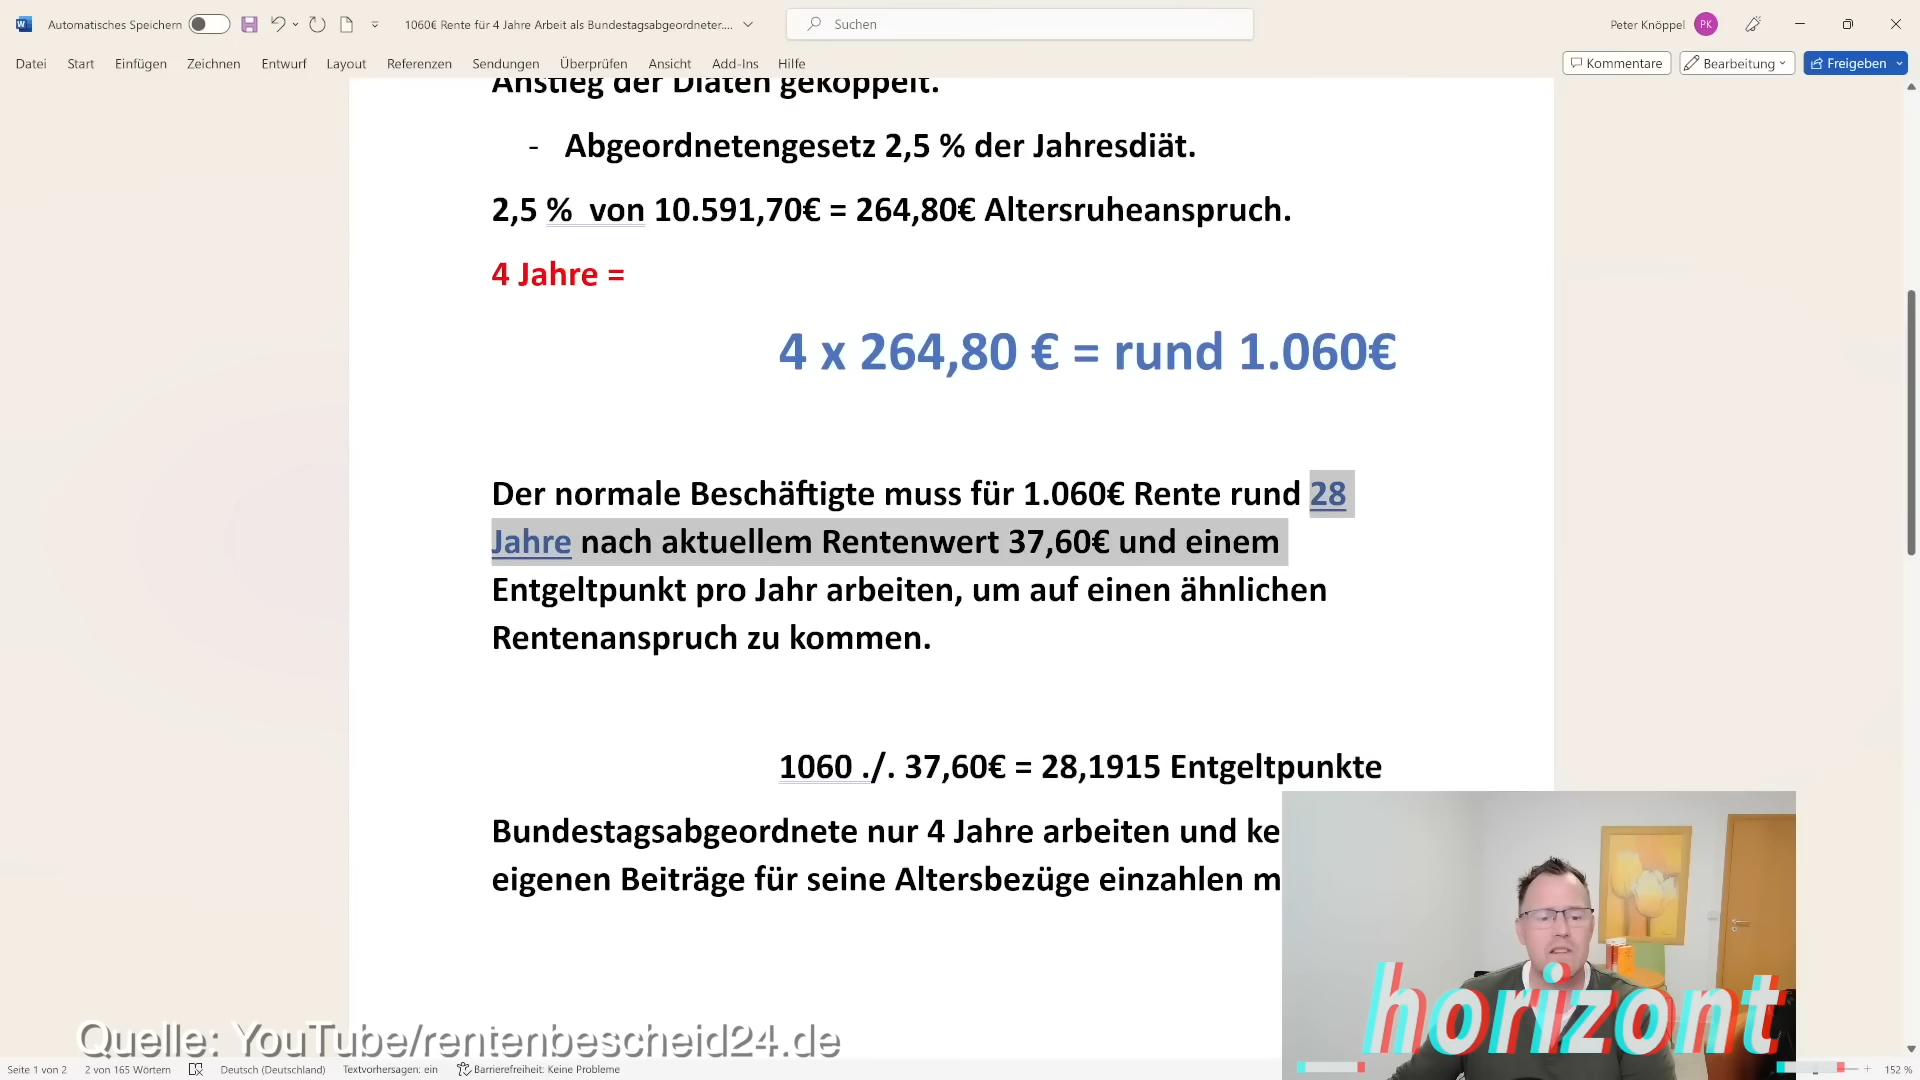 Automatisches Speichern
1060€ Rente für 4 Jahre Arbeit als Bundestagsabgeordneter....
Suchen
Peter Knöppel
PK
Datei Start Einfügen Zeichnen Entwurf Layout Referenzen Sendungen Überprüfen Ansicht Add-Ins Hilfe
Kommentare Bearbeitung Freigeben
Anstieg der Diäten gekoppelt.
- Abgeordnetengesetz 2,5 % der Jahresdiät.
2,5 % von 10.591,70€ = 264,80€ Altersruheanspruch.
4 Jahre =
4 x 264,80 € = rund 1.060€
Der normale Beschäftigte muss für 1.060€ Rente rund 28
Jahre nach aktuellem Rentenwert 37,60€ und einem
Entgeltpunkt pro Jahr arbeiten, um auf einen ähnlichen
Rentenanspruch zu kommen.
1060 ./. 37,60€ = 28,1915 Entgeltpunkte
Bundestagsabgeordnete nur 4 Jahre arbeiten und ke
eigenen Beiträge für seine Altersbezüge einzahlen m
horizont
Quelle: YouTube/rentenbescheid24.de
Seite 1 von 2 2 von 165 Wörtern Deutsch (Deutschland) Textvorhersagen: ein Barrierefreiheit: Keine Probleme
152 %